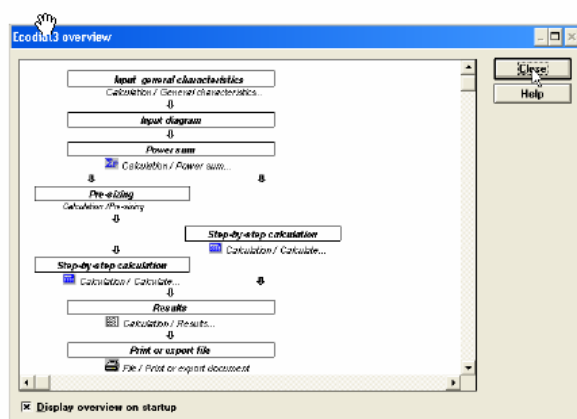 Ecodial3 overview
Close
Help
Input general characteristics
Calculation / General characteristics...
Input diagram
Power sum
Calculation / Power sum...
Pre-sizing
Calculation /Pre-sizing
Step-by-step calculation
Calculation / Calculate...
Step-by-step calculation
Calculation / Calculate...
Results
Calculation / Results...
Print or export file
File / Print or export document
Display overview on startup